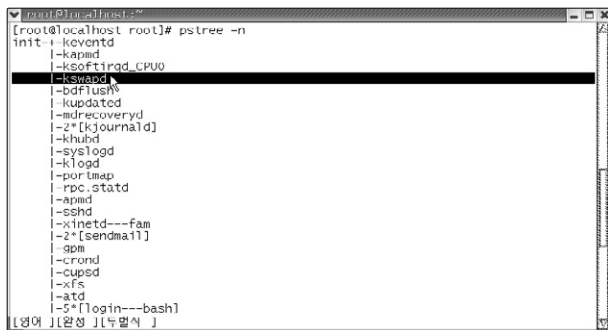 root@localhost:~
[root@localhost root]# pstree -n
init-+-keventd
|-kapmd
|-ksoftirqd_CPU0
|-kswapd
|-bdflush
|-kupdated
|-mdrecoveryd
|-2*[kjournald]
|-khubd
|-syslogd
|-klogd
|-portmap
|-rpc.statd
|-apmd
|-sshd
|-xinetd---fam
|-2*[sendmail]
|-gpm
|-crond
|-cupsd
|-xfs
|-atd
|-5*[login---bash]
[영어 ][완성 ][두벌식 ]